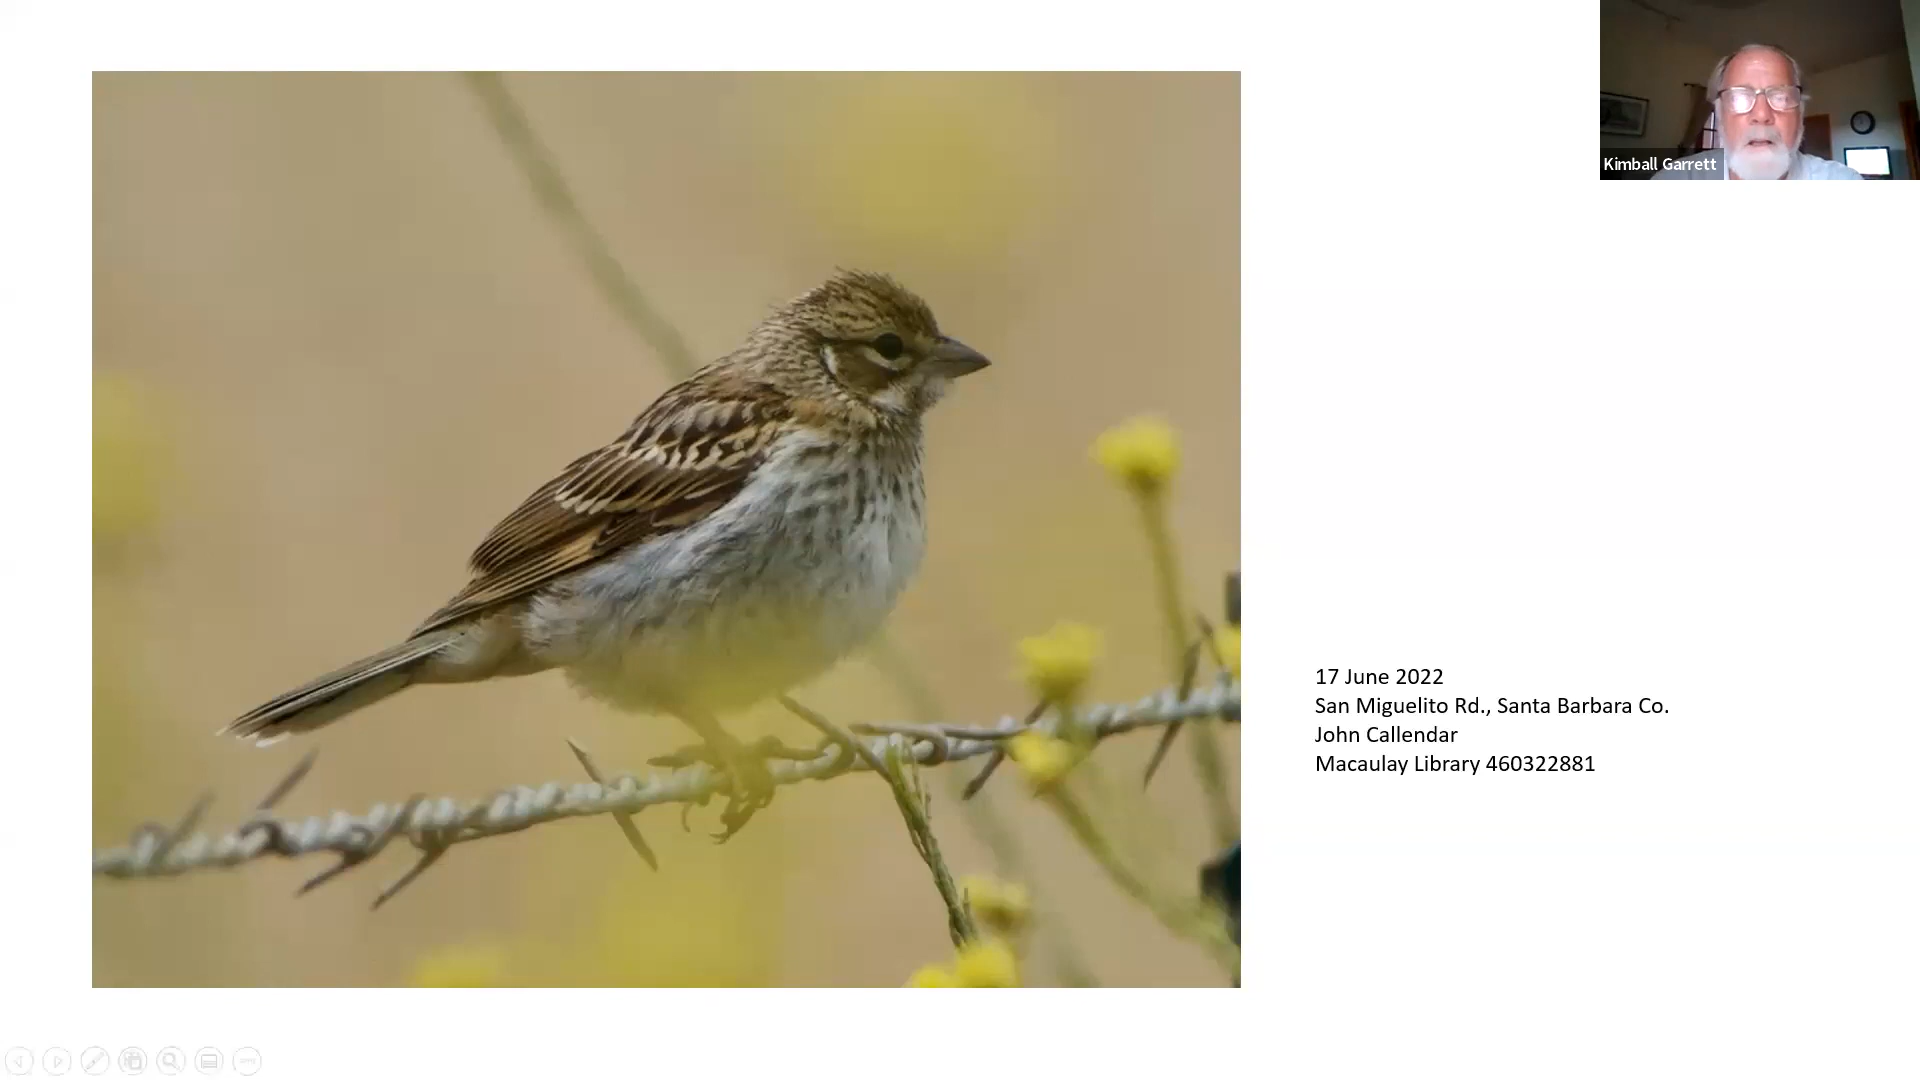 Kimball Garrett
17 June 2022
San Miguelito Rd., Santa Barbara Co.
John Callendar
Macaulay Library 460322881